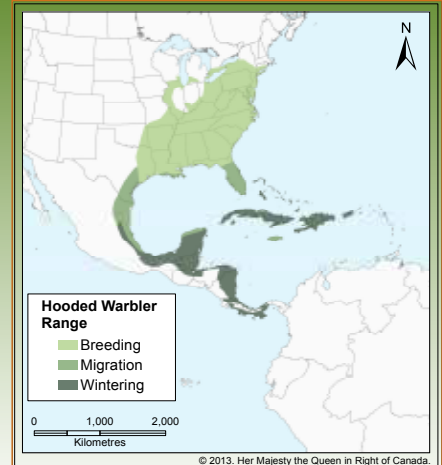 N
Hooded Warbler
Range
Breeding
Migration
Wintering
0 1,000 2,000
Kilometres
© 2013. Her Majesty the Queen in Right of Canada.